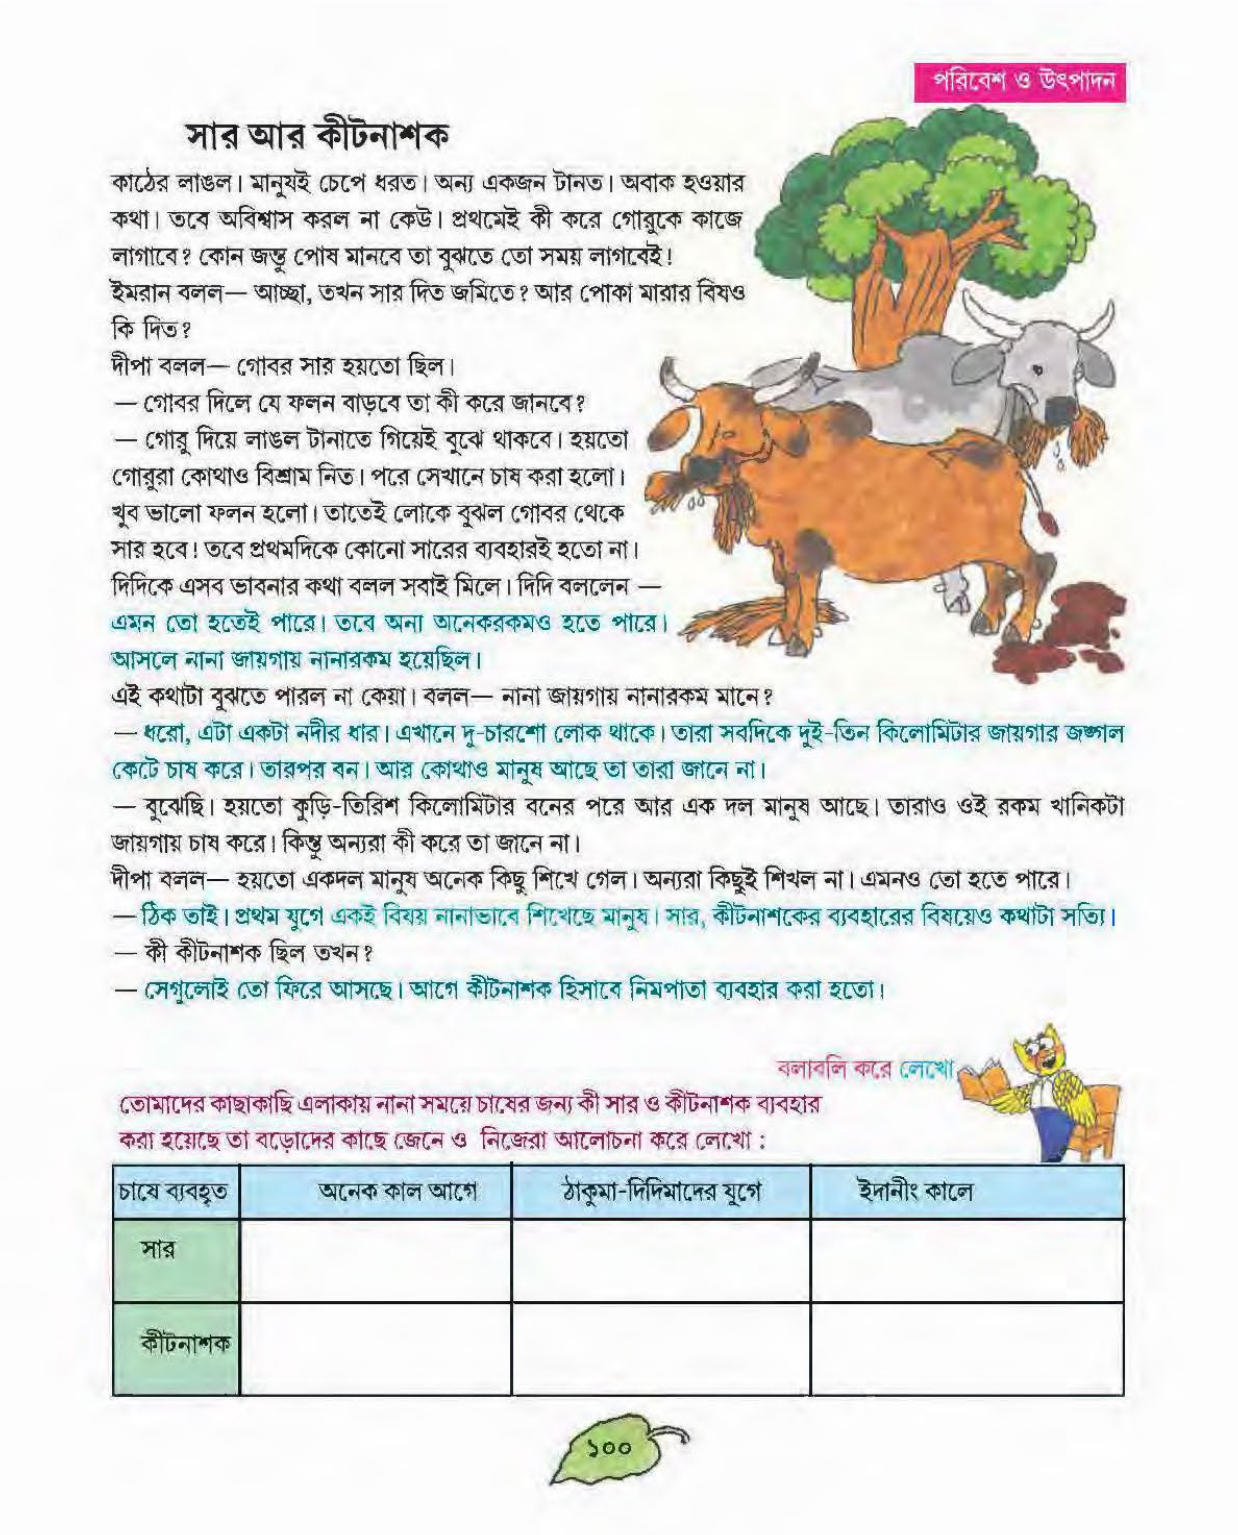 পরিবেশ ও উৎপাদন
সার আর কীটনাশক
কাঠের লাঙল। মানুষই চেপে ধরত। অন্য একজন টানত। অবাক হওয়ার
কথা। তবে অবিশ্বাস করল না কেউ। প্রথমেই কী করে গোরুকে কাজে
লাগাবে? কোন জন্তু পোষ মানবে তা বুঝতে তো সময় লাগবেই!
ইমরান বলল— আচ্ছা, তখন সার দিত জমিতে? আর পোকা মারার বিষও
কি দিত?
দীপা বলল— গোবর সার হয়তো ছিল।
— গোবর দিলে যে ফলন বাড়বে তা কী করে জানবে?
— গোরু দিয়ে লাঙল টানাতে গিয়েই বুঝে থাকবে। হয়তো
গোরুরা কোথাও বিশ্রাম নিত। পরে সেখানে চাষ করা হলো।
খুব ভালো ফলন হলো। তাতেই লোকে বুঝল গোবর থেকে
সার হবে! তবে প্রথমদিকে কোনো সারের ব্যবহারই হতো না।
দিদিকে এসব ভাবনার কথা বলল সবাই মিলে। দিদি বললেন —
এমন তো হতেই পারে। তবে অন্য অনেকরকমও হতে পারে।
আসলে নানা জায়গায় নানারকম হয়েছিল।
এই কথাটা বুঝতে পারল না কেয়া। বলল— নানা জায়গায় নানারকম মানে?
— ধরো, এটা একটা নদীর ধার। এখানে দু-চারশো লোক থাকে। তারা সবদিকে দুই-তিন কিলোমিটার জায়গার জঙ্গল
কেটে চাষ করে। তারপর বন। আর কোথাও মানুষ আছে তা তারা জানে না।
— বুঝেছি। হয়তো কুড়ি-তিরিশ কিলোমিটার বনের পরে আর এক দল মানুষ আছে। তারাও ওই রকম খানিকটা
জায়গায় চাষ করে। কিন্তু অন্যরা কী করে তা জানে না।
দীপা বলল— হয়তো একদল মানুষ অনেক কিছু শিখে গেল। অন্যরা কিছুই শিখল না। এমনও তো হতে পারে।
— ঠিক তাই। প্রথম যুগে একই বিষয় নানাভাবে শিখেছে মানুষ। সার, কীটনাশকের ব্যবহারের বিষয়েও কথাটা সত্যি।
— কী কীটনাশক ছিল তখন?
— সেগুলোই তো ফিরে আসছে। আগে কীটনাশক হিসাবে নিমপাতা ব্যবহার করা হতো।
বলাবলি করে লেখো
তোমাদের কাছাকাছি এলাকায় নানা সময়ে চাষের জন্য কী সার ও কীটনাশক ব্যবহার
করা হয়েছে তা বড়োদের কাছে জেনে ও নিজেরা আলোচনা করে লেখো :
চাষে ব্যবহৃত অনেক কাল আগে ঠাকুমা-দিদিমাদের যুগে ইদানীং কালে
সার
কীটনাশক
১০০